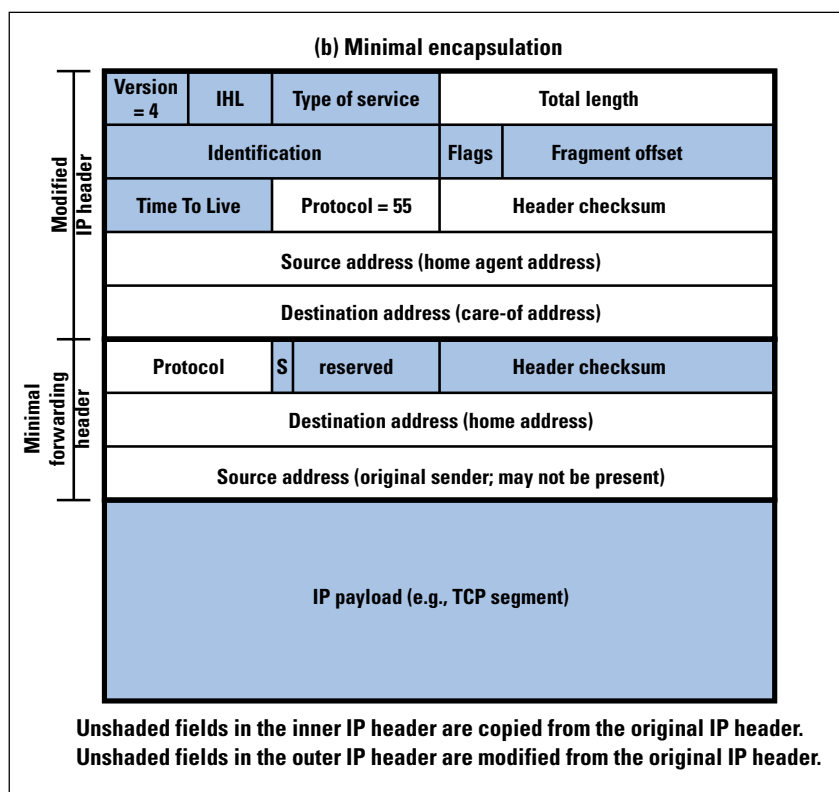 (b) Minimal encapsulation
Modified
IP header
Version
= 4
IHL
Type of service
Total length
Identification
Flags
Fragment offset
Time To Live
Protocol = 55
Header checksum
Source address (home agent address)
Destination address (care-of address)
Minimal
forwarding
header
Protocol
S
reserved
Header checksum
Destination address (home address)
Source address (original sender; may not be present)
IP payload (e.g., TCP segment)
Unshaded fields in the inner IP header are copied from the original IP header.
Unshaded fields in the outer IP header are modified from the original IP header.